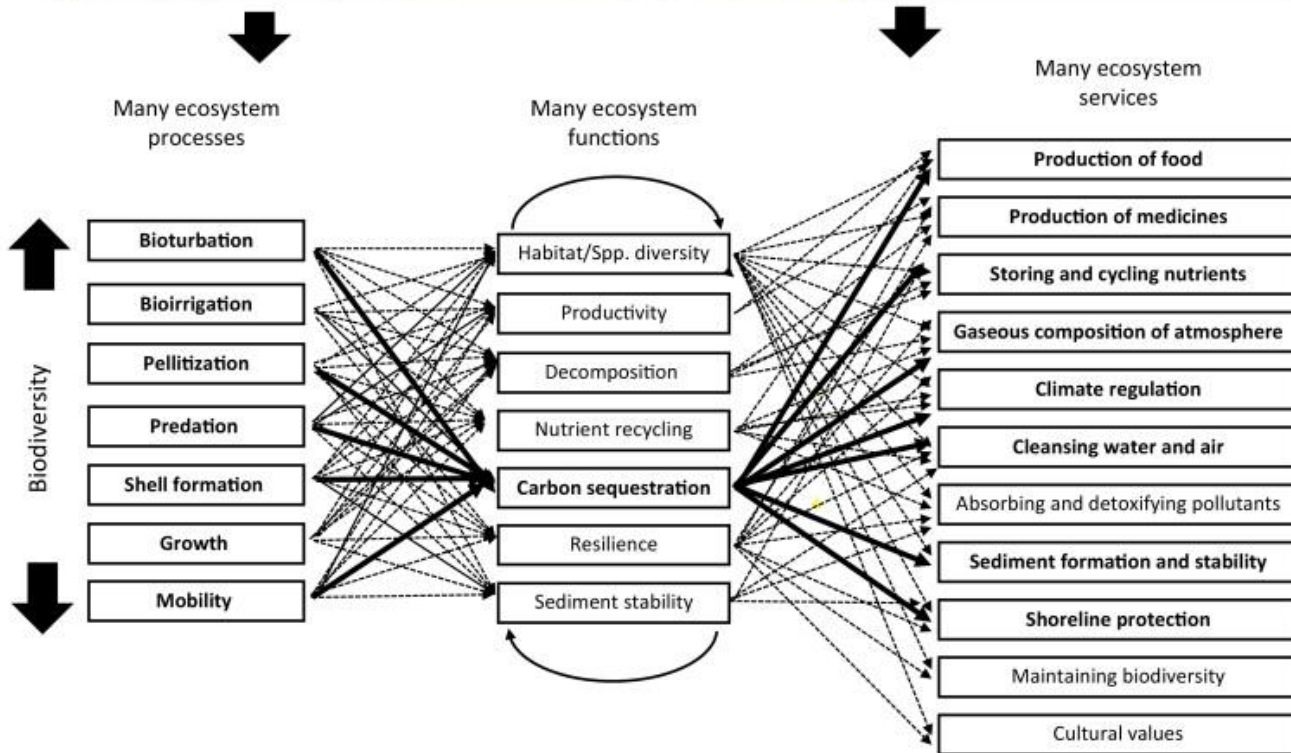 Many ecosystem
processes
Many ecosystem
functions
Many ecosystem
services
Biodiversity
Bioturbation
Bioirrigation
Pellitization
Predation
Shell formation
Growth
Mobility
Habitat/Spp. diversity
Productivity
Decomposition
Nutrient recycling
Carbon sequestration
Resilience
Sediment stability
Production of food
Production of medicines
Storing and cycling nutrients
Gaseous composition of atmosphere
Climate regulation
Cleansing water and air
Absorbing and detoxifying pollutants
Sediment formation and stability
Shoreline protection
Maintaining biodiversity
Cultural values